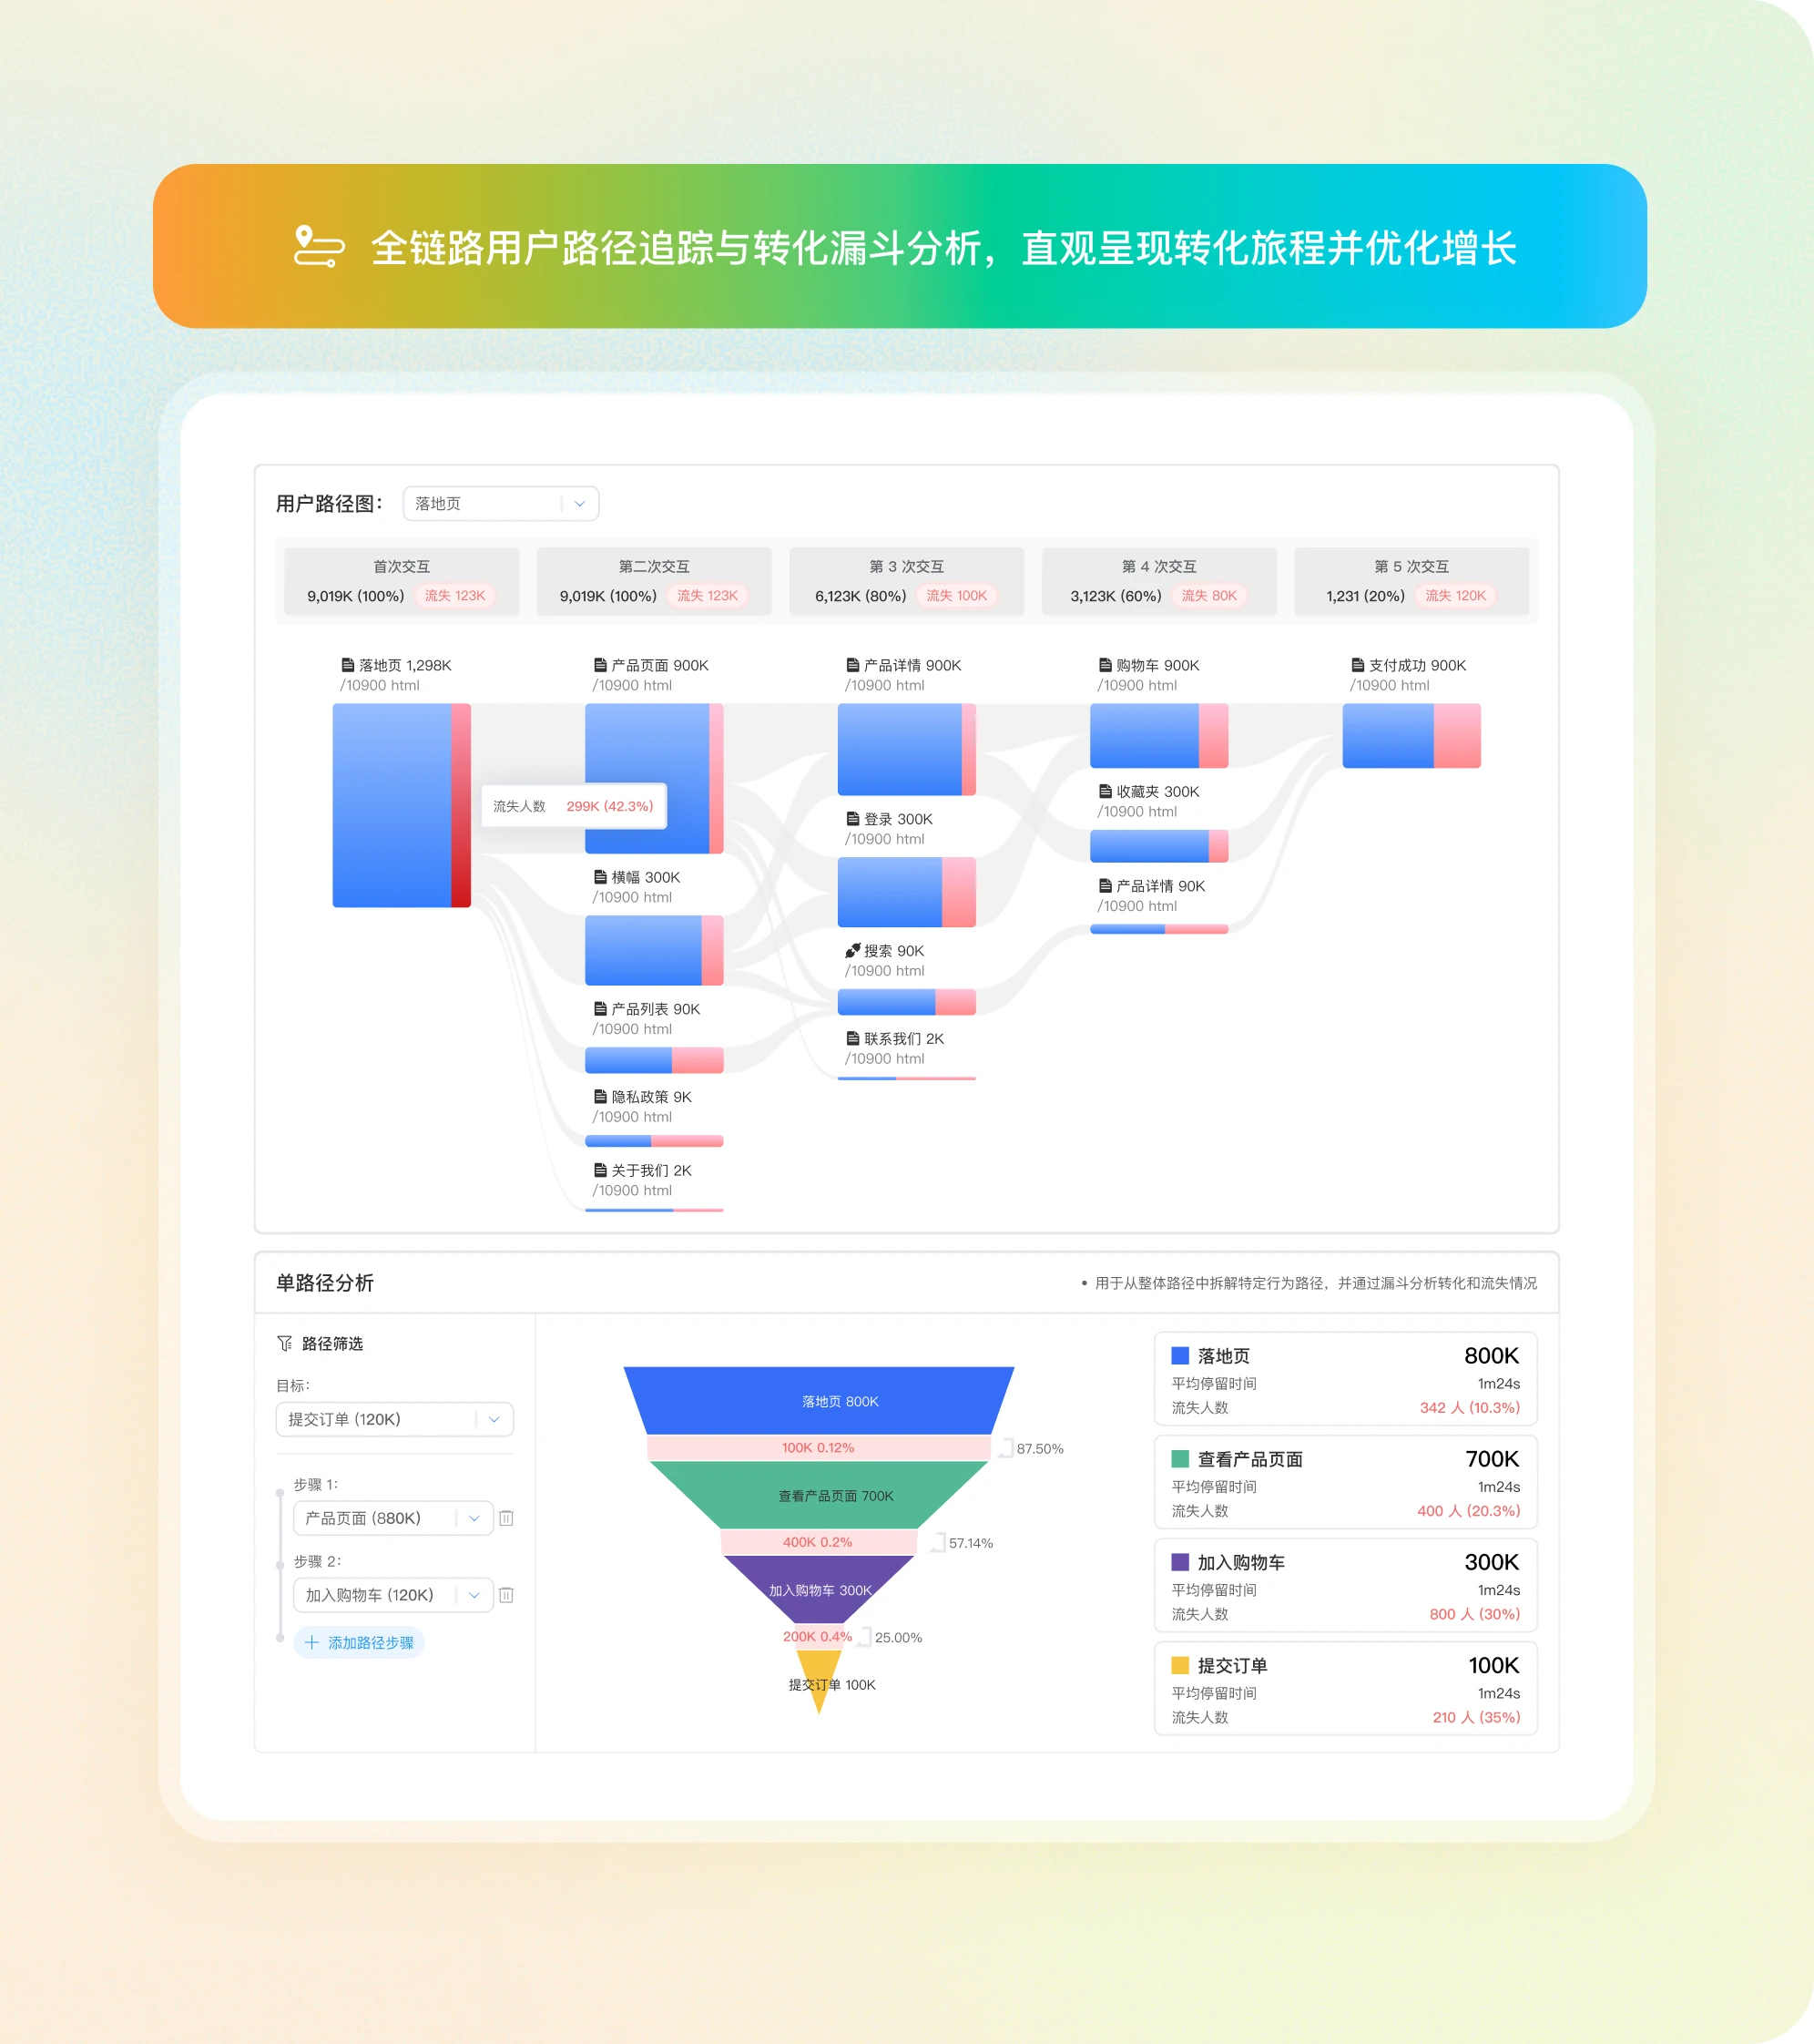 全链路用户路径追踪与转化漏斗分析，直观呈现转化旅程并优化增长
用户路径图：
落地页
首次交互
9,019K (100%) 流失 123K
第二次交互
9,019K (100%) 流失 123K
第 3 次交互
6,123K (80%) 流失 100K
第 4 次交互
3,123K (60%) 流失 80K
第 5 次交互
1,231 (20%) 流失 120K
落地页 1,298K
/10900 html
流失人数 299K (42.3%)
产品页面 900K
/10900 html
横幅 300K
/10900 html
产品列表 90K
/10900 html
隐私政策 9K
/10900 html
关于我们 2K
/10900 html
产品详情 900K
/10900 html
登录 300K
/10900 html
搜索 90K
/10900 html
联系我们 2K
/10900 html
购物车 900K
/10900 html
收藏夹 300K
/10900 html
产品详情 90K
/10900 html
支付成功 900K
/10900 html
单路径分析
• 用于从整体路径中拆解特定行为路径，并通过漏斗分析转化和流失情况
路径筛选
目标：
提交订单 (120K)
步骤 1：
产品页面 (880K)
步骤 2：
加入购物车 (120K)
添加路径步骤
落地页 800K
100K 0.12%
87.50%
查看产品页面 700K
400K 0.2%
57.14%
加入购物车 300K
200K 0.4%
25.00%
提交订单 100K
落地页 800K
平均停留时间 1m24s
流失人数 342 人 (10.3%)
查看产品页面 700K
平均停留时间 1m24s
流失人数 400 人 (20.3%)
加入购物车 300K
平均停留时间 1m24s
流失人数 800 人 (30%)
提交订单 100K
平均停留时间 1m24s
流失人数 210 人 (35%)